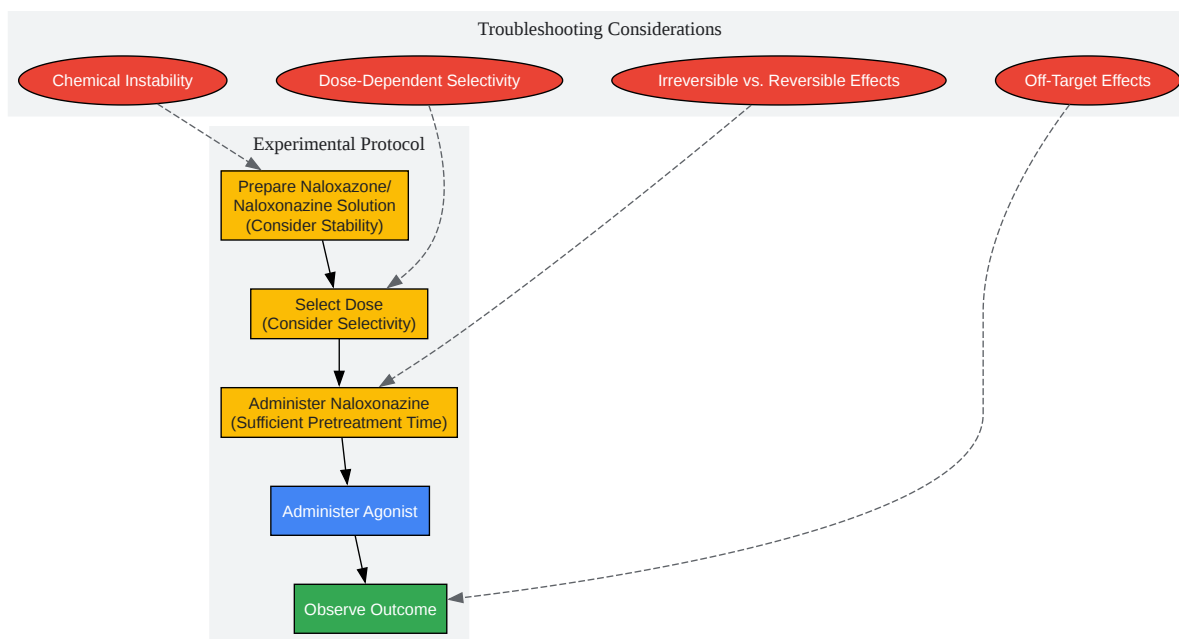 Troubleshooting Considerations
Chemical Instability
Dose-Dependent Selectivity
Irreversible vs. Reversible Effects
Off-Target Effects
Experimental Protocol
Prepare Naloxazone/
Naloxonazine Solution
(Consider Stability)
Select Dose
(Consider Selectivity)
Administer Naloxonazine
(Sufficient Pretreatment Time)
Administer Agonist
Observe Outcome